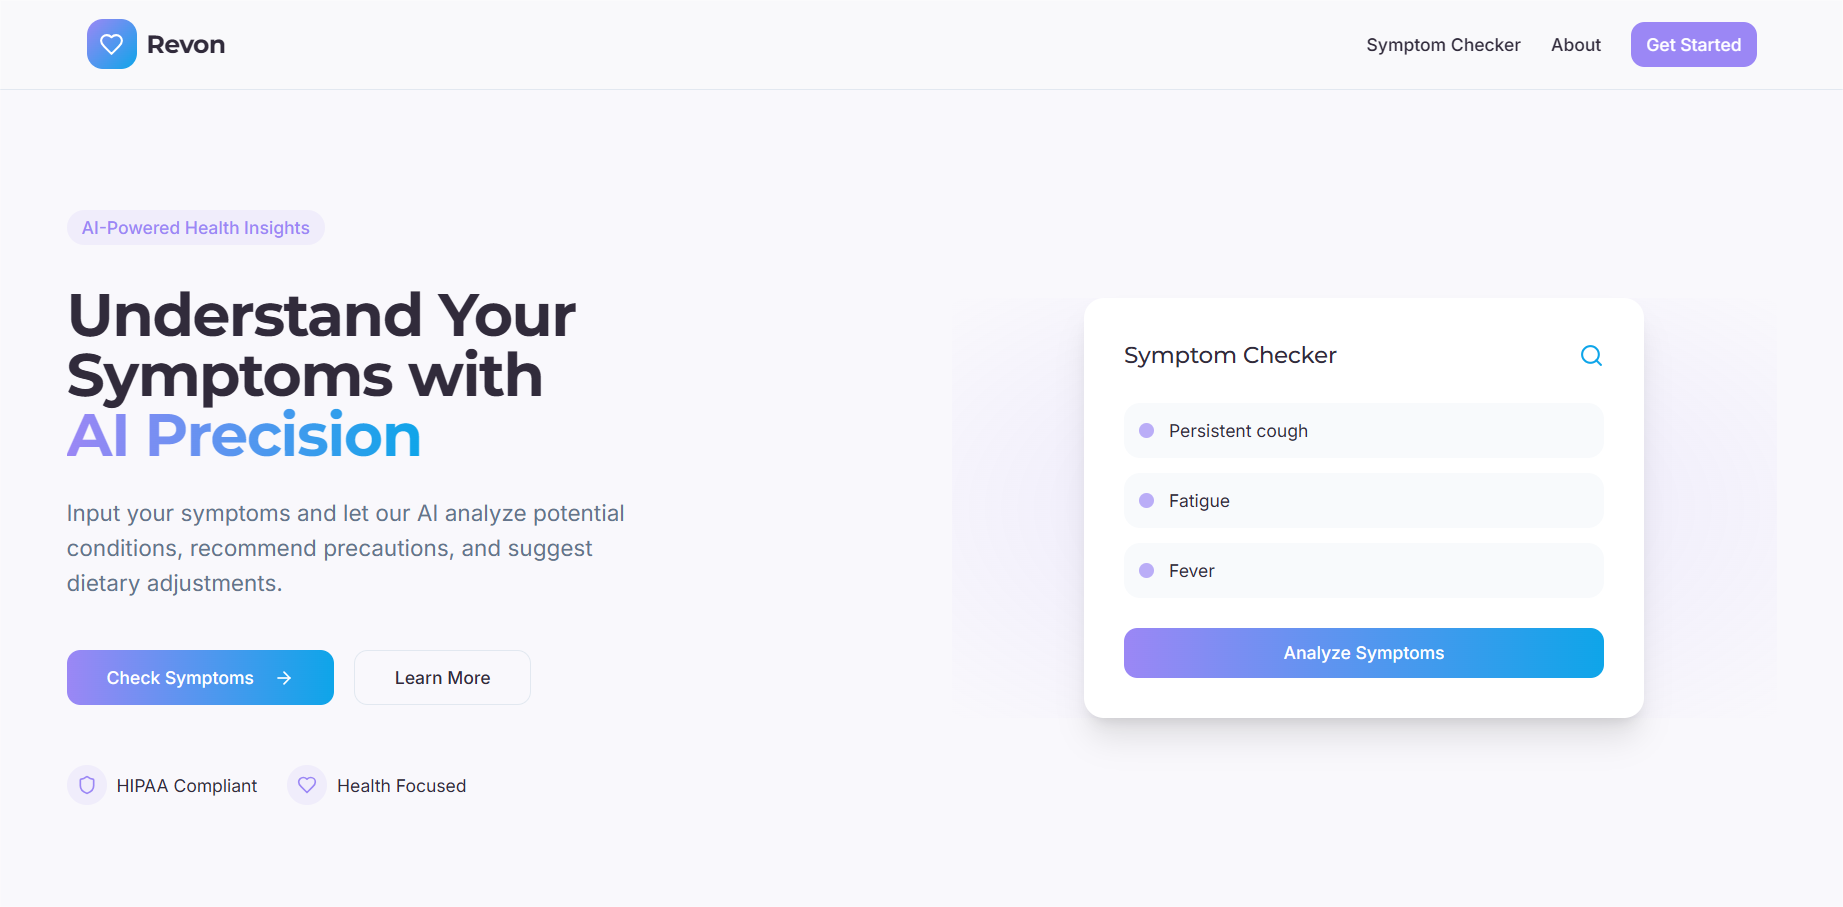 Revon
Symptom Checker
About
Get Started
AI-Powered Health Insights
Understand Your
Symptoms with
AI Precision
Input your symptoms and let our AI analyze potential
conditions, recommend precautions, and suggest
dietary adjustments.
Check Symptoms
Learn More
HIPAA Compliant
Health Focused
Symptom Checker
Persistent cough
Fatigue
Fever
Analyze Symptoms